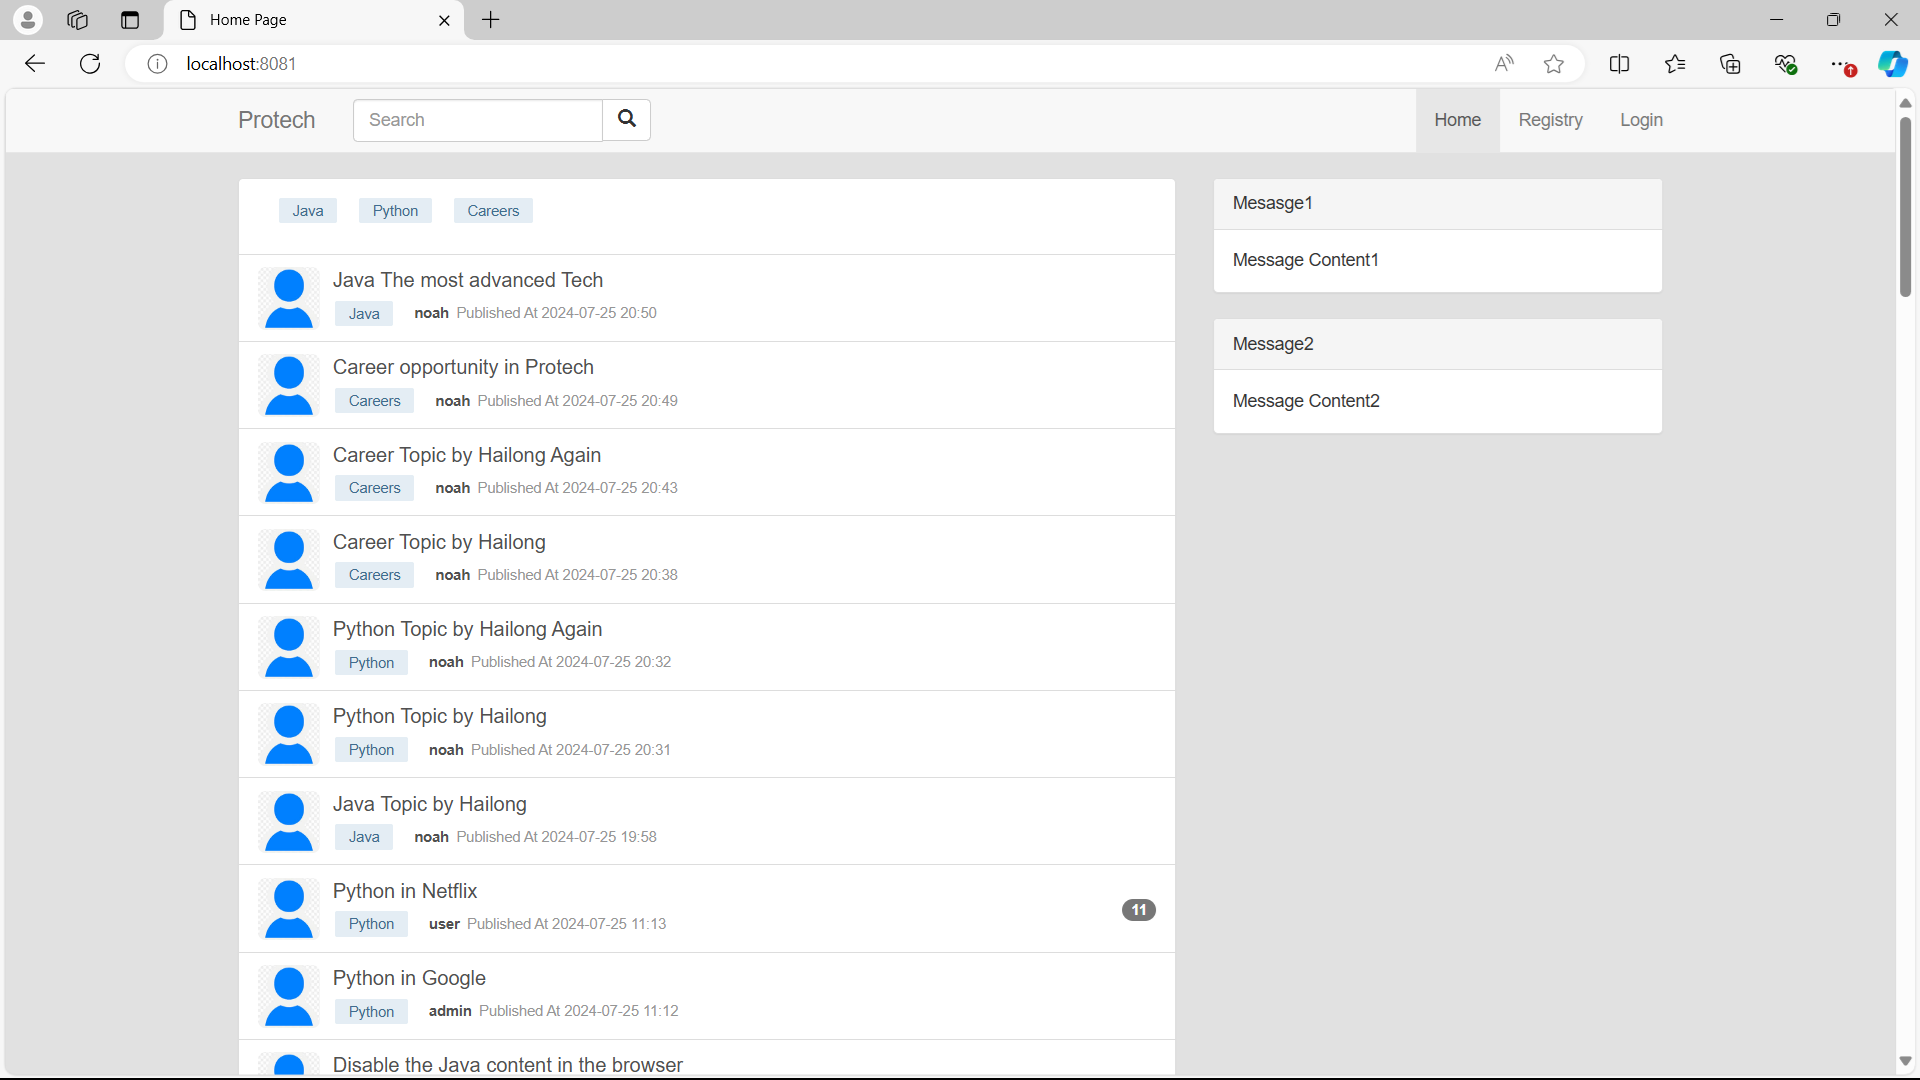 Home Page
localhost:8081
Protech Search Home Registry Login
Java Python Careers
Java The most advanced Tech
Java noah Published At 2024-07-25 20:50
Career opportunity in Protech
Careers noah Published At 2024-07-25 20:49
Career Topic by Hailong Again
Careers noah Published At 2024-07-25 20:43
Career Topic by Hailong
Careers noah Published At 2024-07-25 20:38
Python Topic by Hailong Again
Python noah Published At 2024-07-25 20:32
Python Topic by Hailong
Python noah Published At 2024-07-25 20:31
Java Topic by Hailong
Java noah Published At 2024-07-25 19:58
Python in Netflix
Python user Published At 2024-07-25 11:13
11
Python in Google
Python admin Published At 2024-07-25 11:12
Disable the Java content in the browser
Mesasge1
Message Content1
Message2
Message Content2